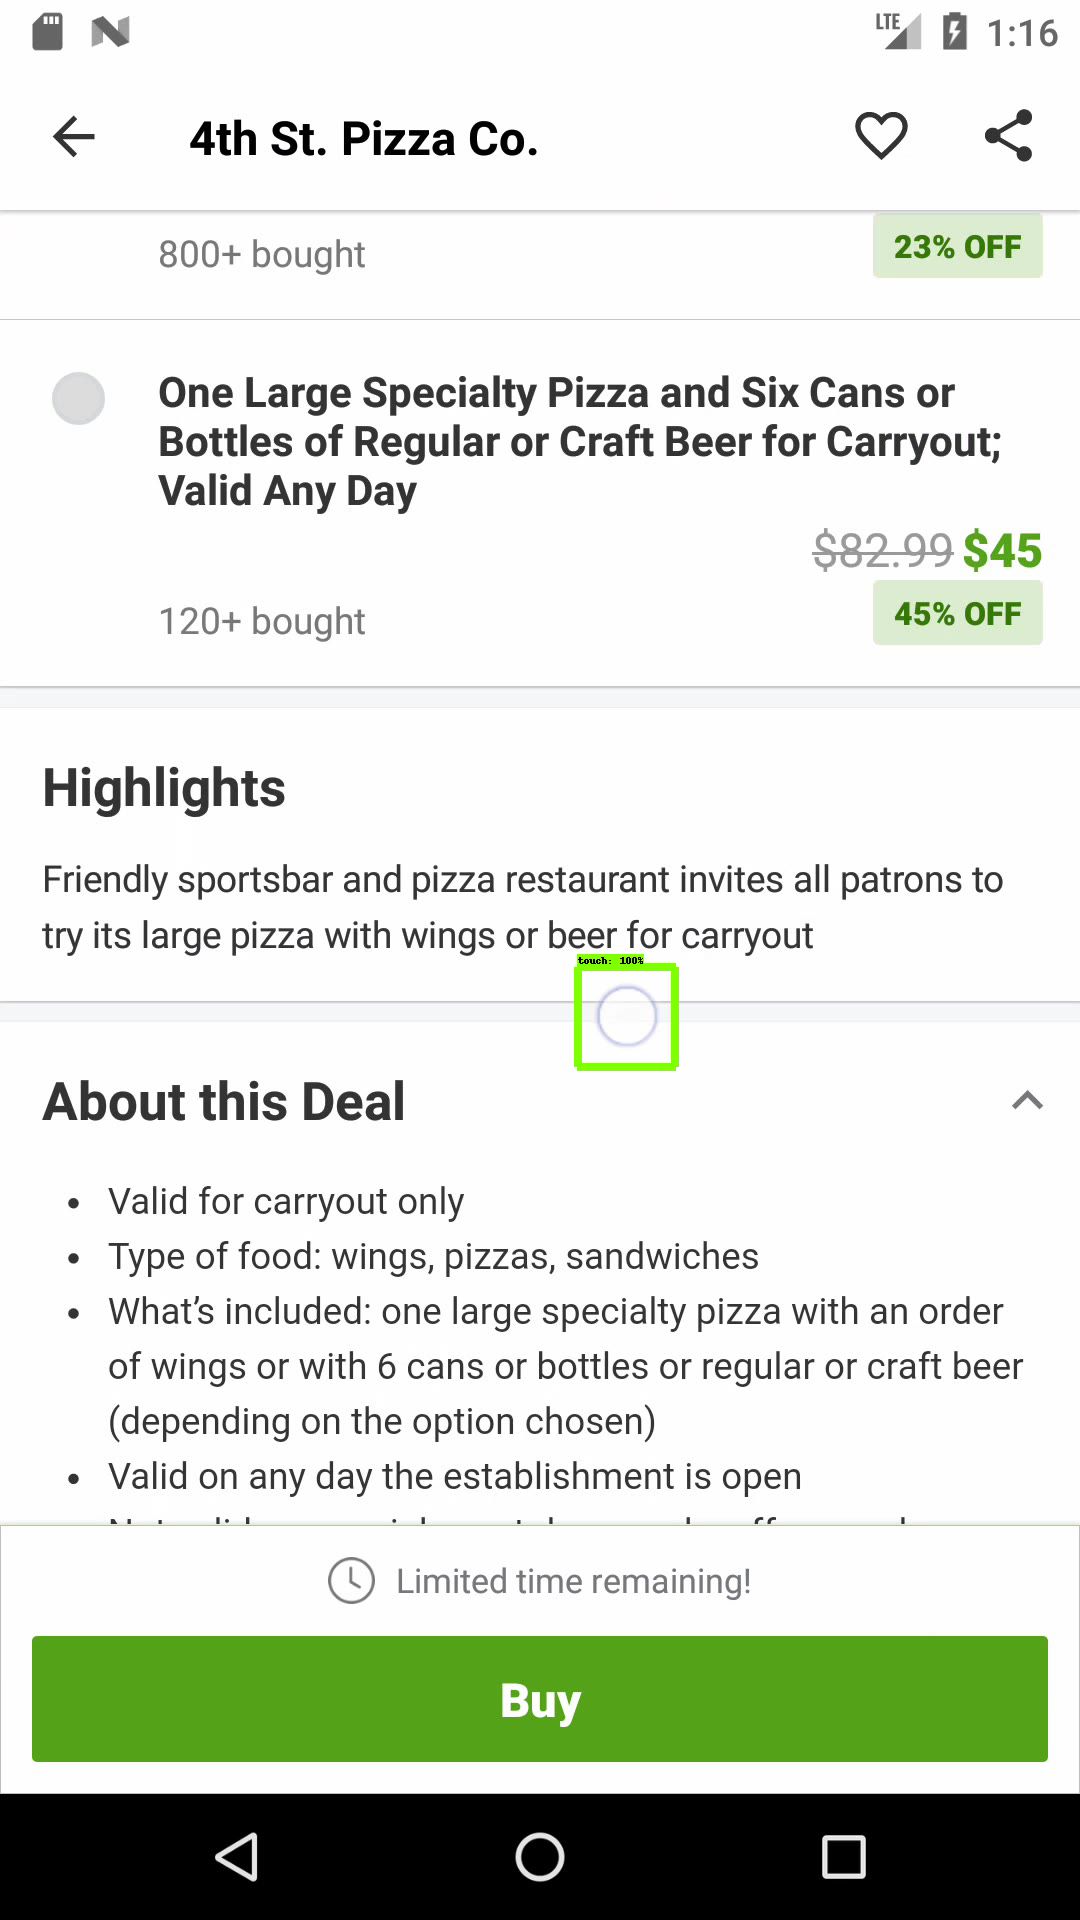 LTE 1:16
4th St. Pizza Co.
800+ bought 23% OFF
One Large Specialty Pizza and Six Cans or
Bottles of Regular or Craft Beer for Carryout;
Valid Any Day
$82.99 $45
120+ bought 45% OFF
Highlights
Friendly sportsbar and pizza restaurant invites all patrons to
try its large pizza with wings or beer for carryout
touch: 100%
About this Deal
• Valid for carryout only
• Type of food: wings, pizzas, sandwiches
• What’s included: one large specialty pizza with an order
of wings or with 6 cans or bottles or regular or craft beer
(depending on the option chosen)
• Valid on any day the establishment is open
Limited time remaining!
Buy